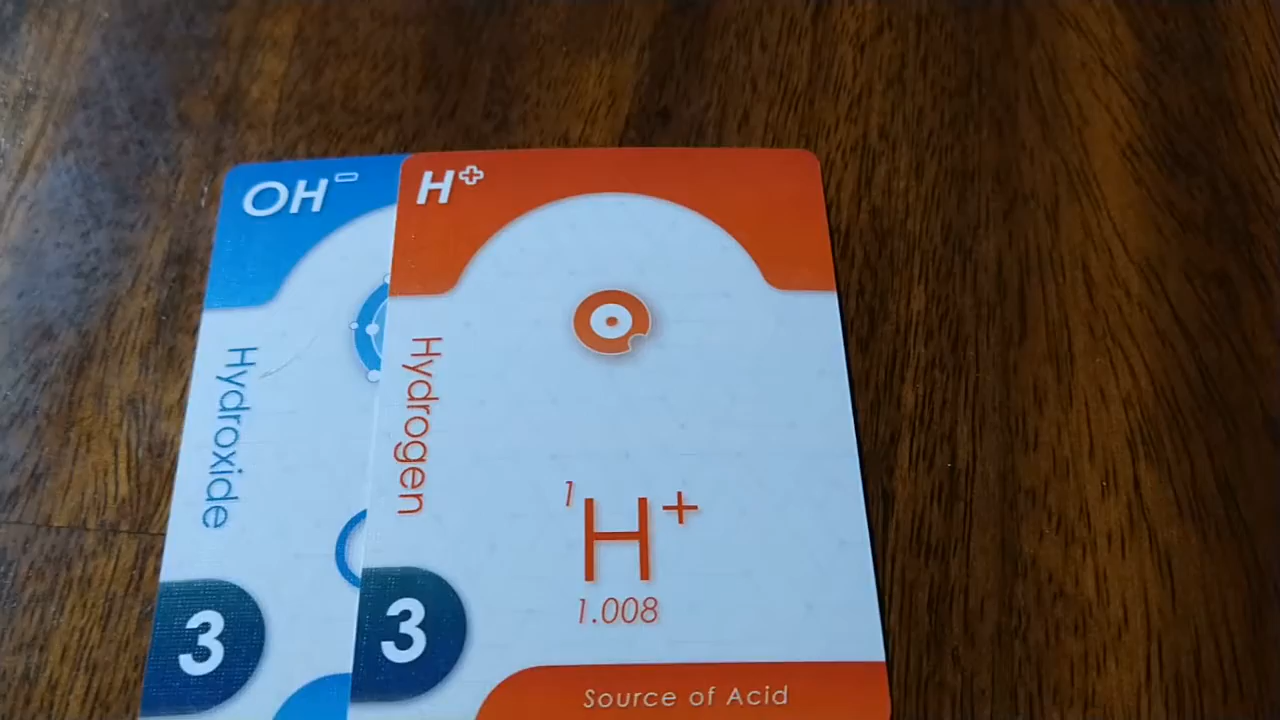 OH⁻
Hydroxide
3
H⁺
Hydrogen
¹H⁺
1.008
3
Source of Acid